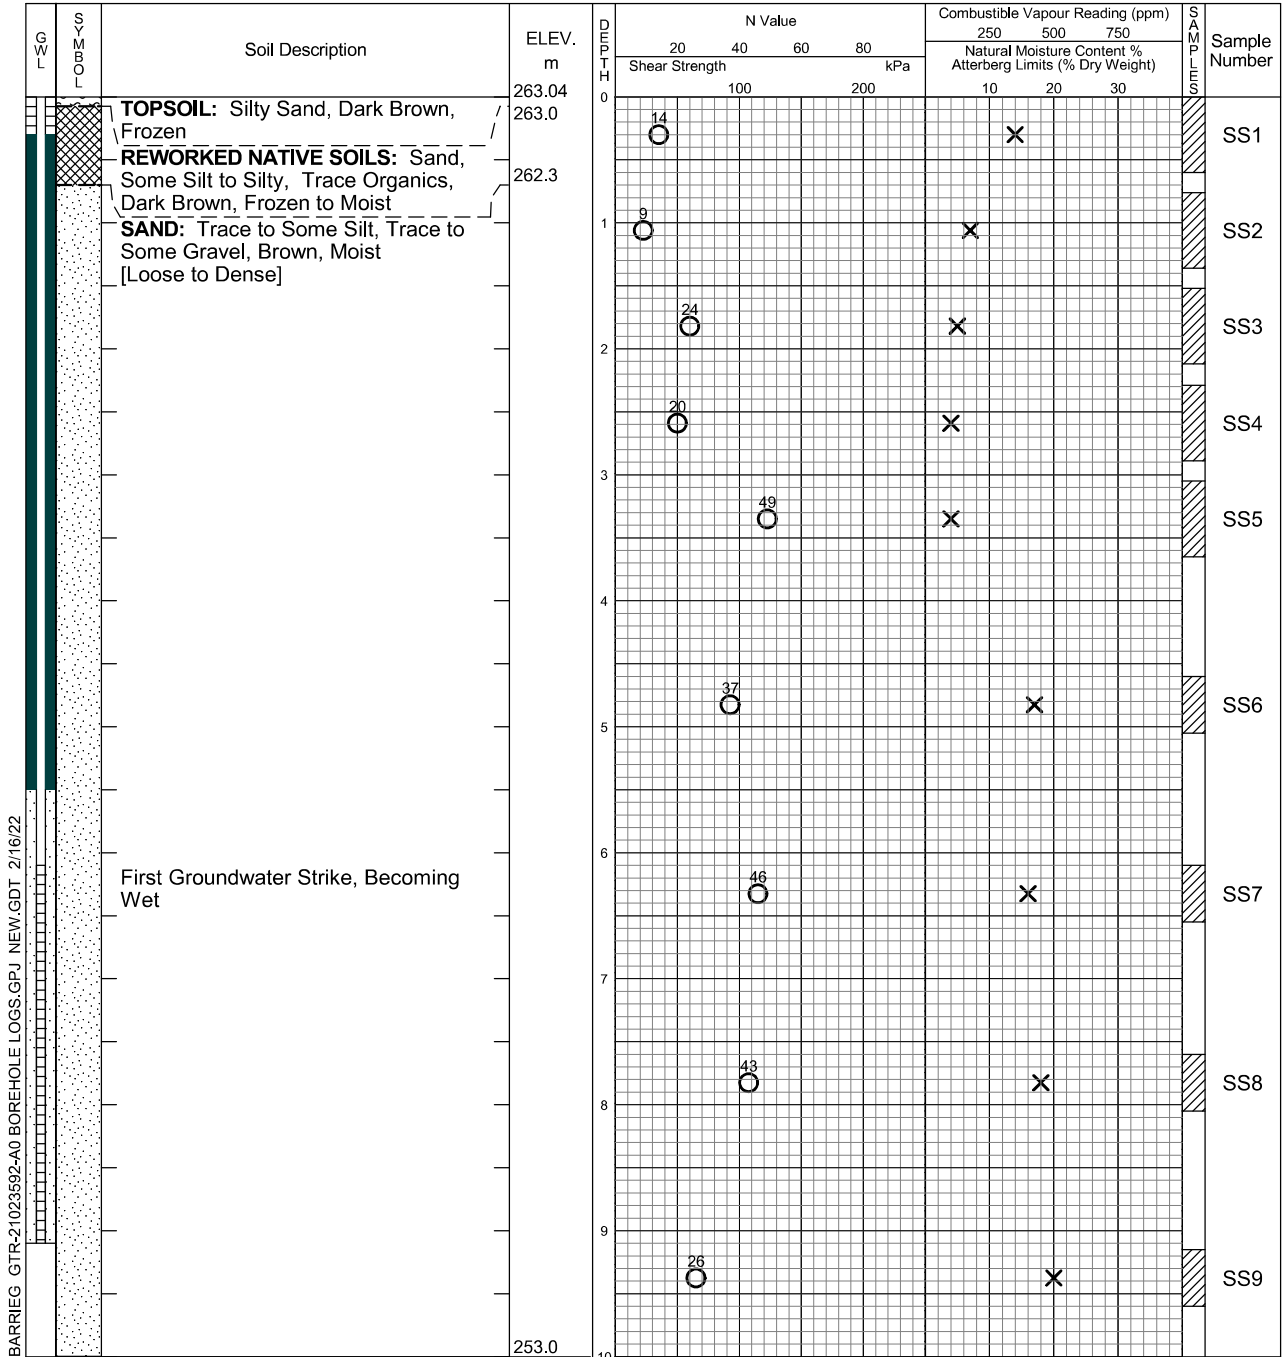 GWL
SYMBOL
Soil Description
ELEV.
m
DEPTH
N Value
20 40 60 80
Shear Strength kPa
100 200
Combustible Vapour Reading (ppm)
250 500 750
Natural Moisture Content %
Atterberg Limits (% Dry Weight)
10 20 30
SAMPLES
Sample
Number
263.04
0
TOPSOIL: Silty Sand, Dark Brown,
Frozen
263.0
14
SS1
REWORKED NATIVE SOILS: Sand,
Some Silt to Silty, Trace Organics,
Dark Brown, Frozen to Moist
262.3
SAND: Trace to Some Silt, Trace to
Some Gravel, Brown, Moist
[Loose to Dense]
9
1
SS2
24
SS3
2
20
SS4
3
49
SS5
4
37
SS6
5
6
First Groundwater Strike, Becoming
Wet
46
SS7
7
43
SS8
8
9
26
SS9
253.0
10
BARRIEG GTR-21023592-A0 BOREHOLE LOGS.GPJ NEW.GDT 2/16/22